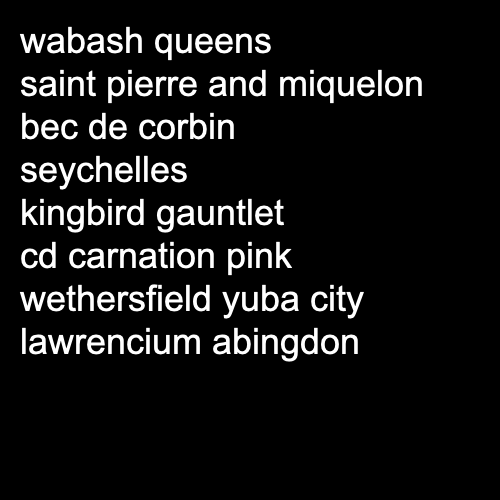 wabash queens
saint pierre and miquelon
bec de corbin
seychelles
kingbird gauntlet
cd carnation pink
wethersfield yuba city
lawrencium abingdon